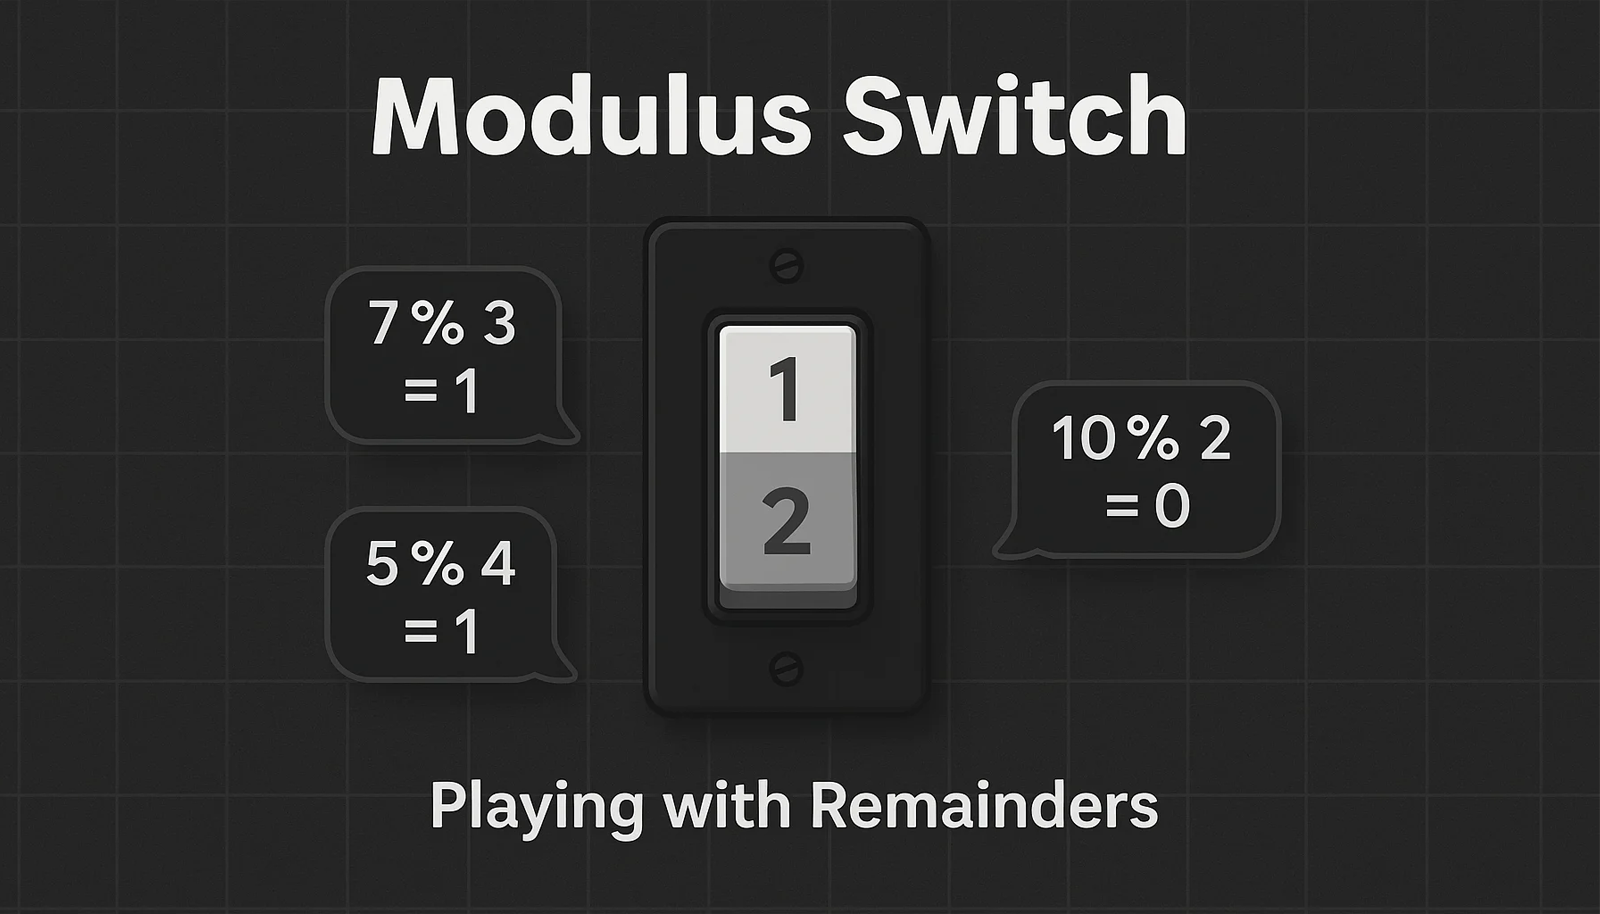 Modulus Switch
7 % 3
= 1
5 % 4
= 1
1
2
10 % 2
= 0
Playing with Remainders